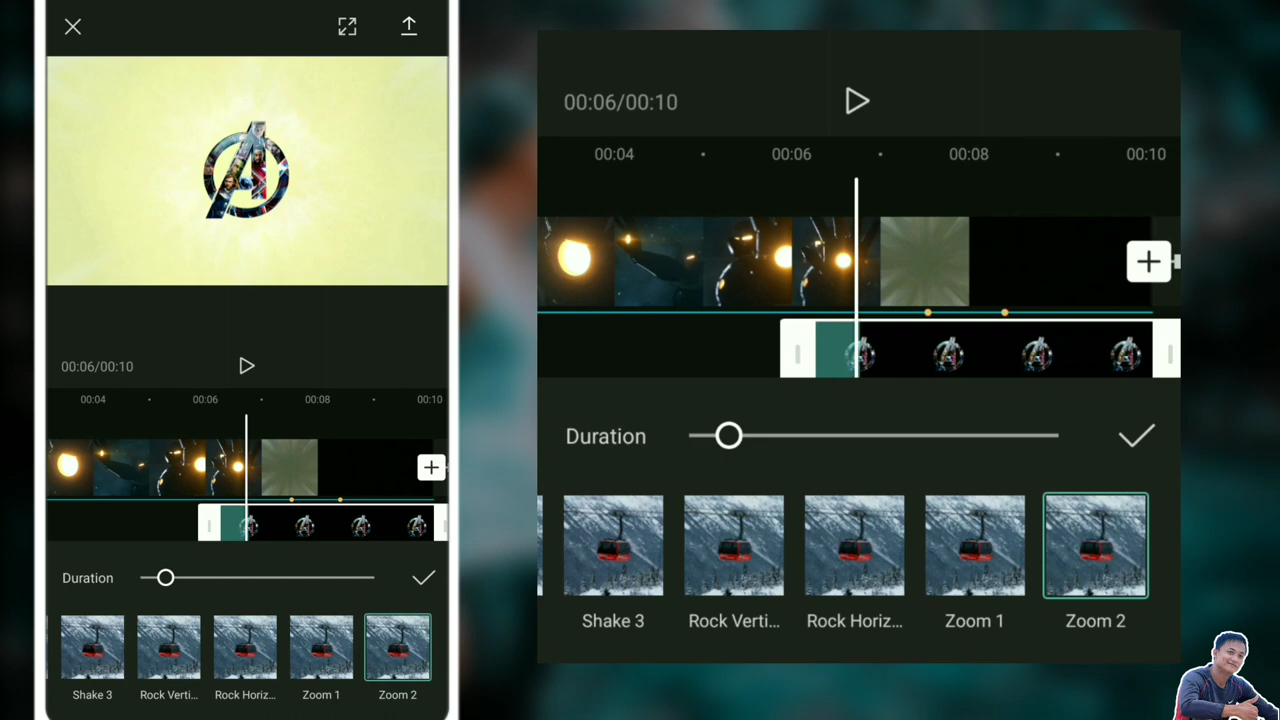 00:06/00:10
00:04
00:06
00:08
00:10
Duration
Shake 3
Rock Verti...
Rock Horiz...
Zoom 1
Zoom 2
00:06/00:10
00:04
00:06
00:08
00:10
Duration
Shake 3
Rock Verti...
Rock Horiz...
Zoom 1
Zoom 2